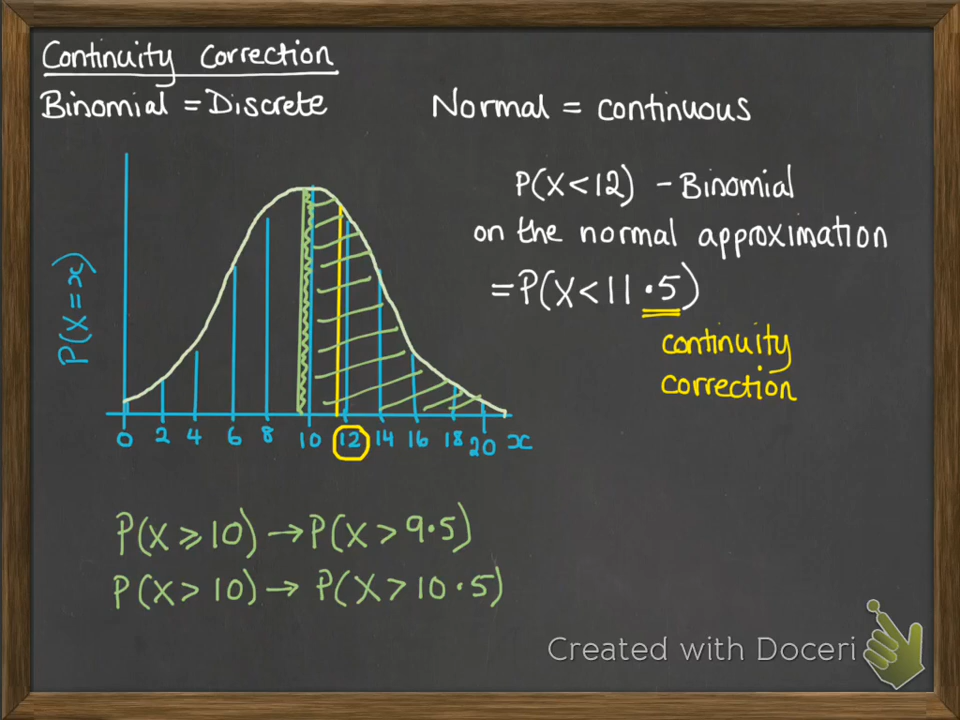 Continuity Correction
Binomial = Discrete
Normal = continuous
P(X<12) - Binomial
on the normal approximation
=P(X<11·5)
continuity
correction
P(X=x)
0 2 4 6 8 10 12 14 16 18 20 x
P(X≥10)→P(X>9·5)
P(X>10)→P(X>10·5)
Created with Doceri